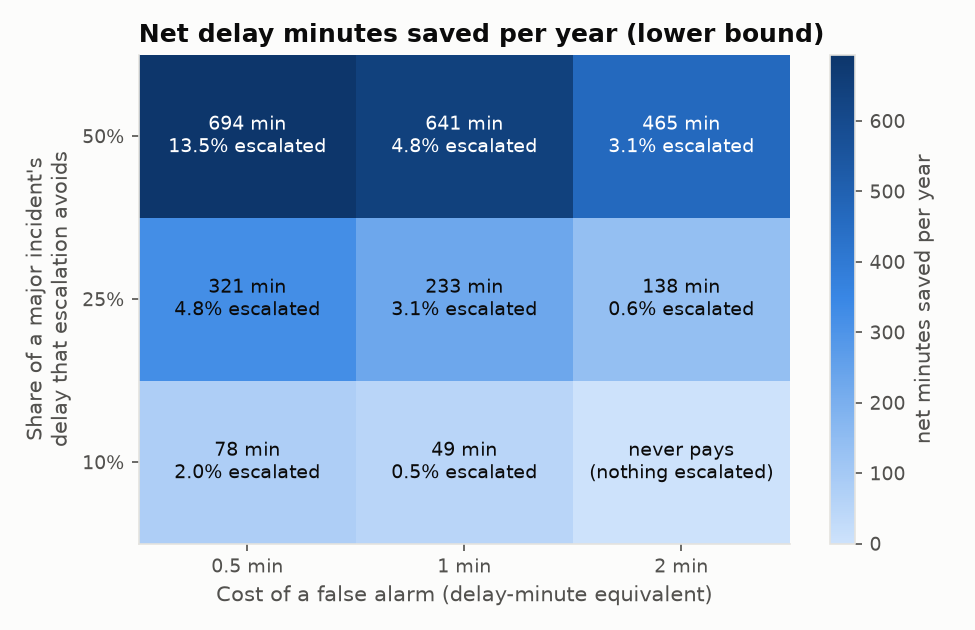 Net delay minutes saved per year (lower bound)
Share of a major incident's
delay that escalation avoids
50%
694 min
13.5% escalated
641 min
4.8% escalated
465 min
3.1% escalated
25%
321 min
4.8% escalated
233 min
3.1% escalated
138 min
0.6% escalated
10%
78 min
2.0% escalated
49 min
0.5% escalated
never pays
(nothing escalated)
0.5 min
1 min
2 min
Cost of a false alarm (delay-minute equivalent)
600
500
400
300
200
100
0
net minutes saved per year